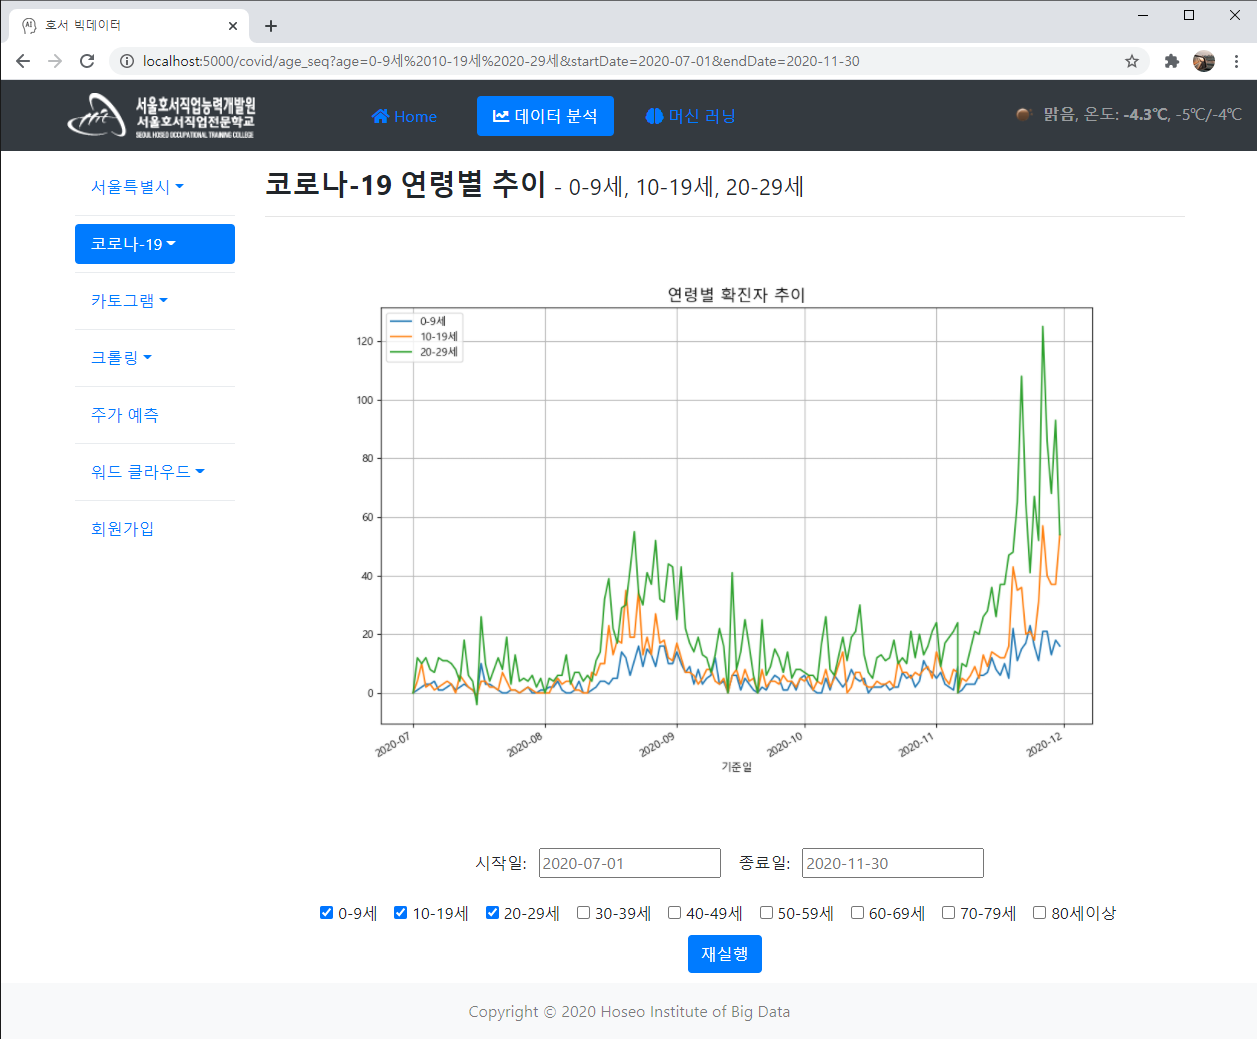 호서 빅데이터
localhost:5000/covid/age_seq?age=0-9세%2010-19세%2020-29세&startDate=2020-07-01&endDate=2020-11-30
서울호서직업능력개발원
서울호서직업전문학교
SEOUL HOSEO OCCUPATIONAL TRAINING COLLEGE
Home
데이터 분석
머신 러닝
맑음, 온도: -4.3℃, -5℃/-4℃
서울특별시
코로나-19
카토그램
크롤링
주가 예측
워드 클라우드
회원가입
코로나-19 연령별 추이 - 0-9세, 10-19세, 20-29세
연령별 확진자 추이
0-9세
10-19세
20-29세
120
100
80
60
40
20
0
2020-07 2020-08 2020-09 2020-10 2020-11 2020-12
기준일
시작일: 2020-07-01 종료일: 2020-11-30
0-9세 10-19세 20-29세 30-39세 40-49세 50-59세 60-69세 70-79세 80세이상
재실행
Copyright © 2020 Hoseo Institute of Big Data